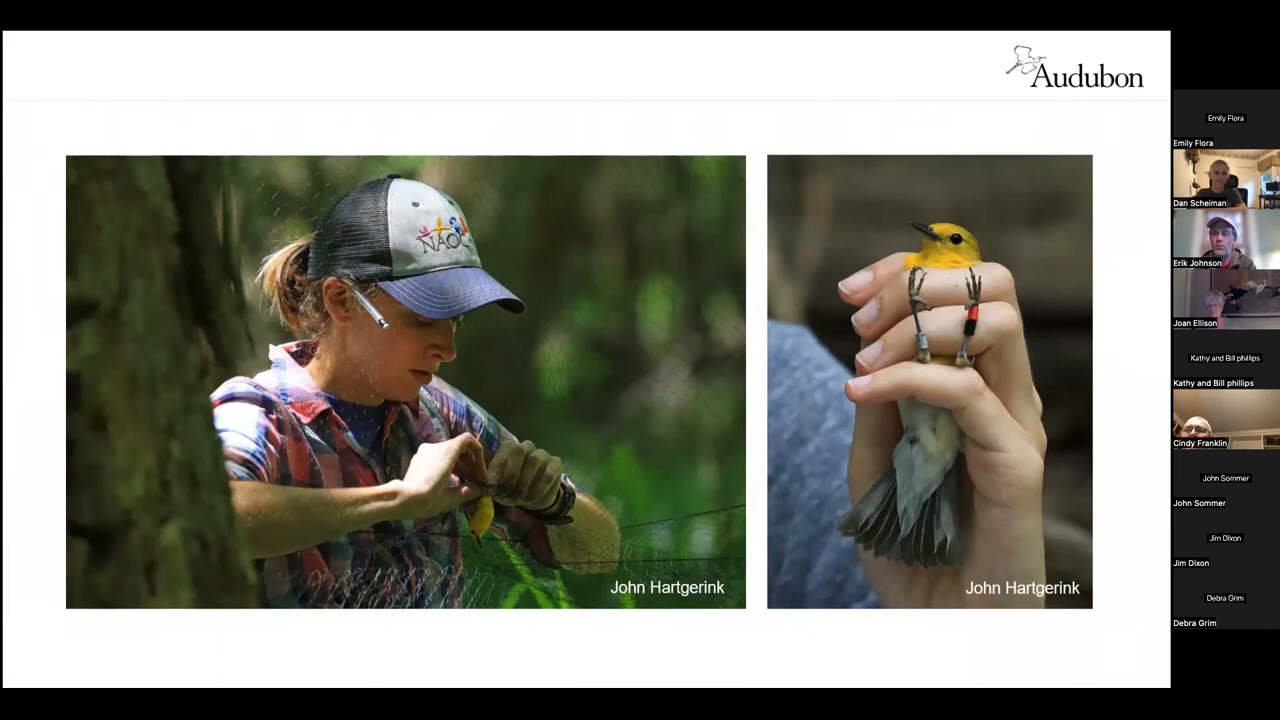 Audubon
NAOC
John Hartgerink
John Hartgerink
Emily Flora
Emily Flora
Dan Scheiman
Erik Johnson
Joan Ellison
Kathy and Bill phillips
Kathy and Bill phillips
Cindy Franklin
John Sommer
John Sommer
Jim Dixon
Jim Dixon
Debra Grim
Debra Grim